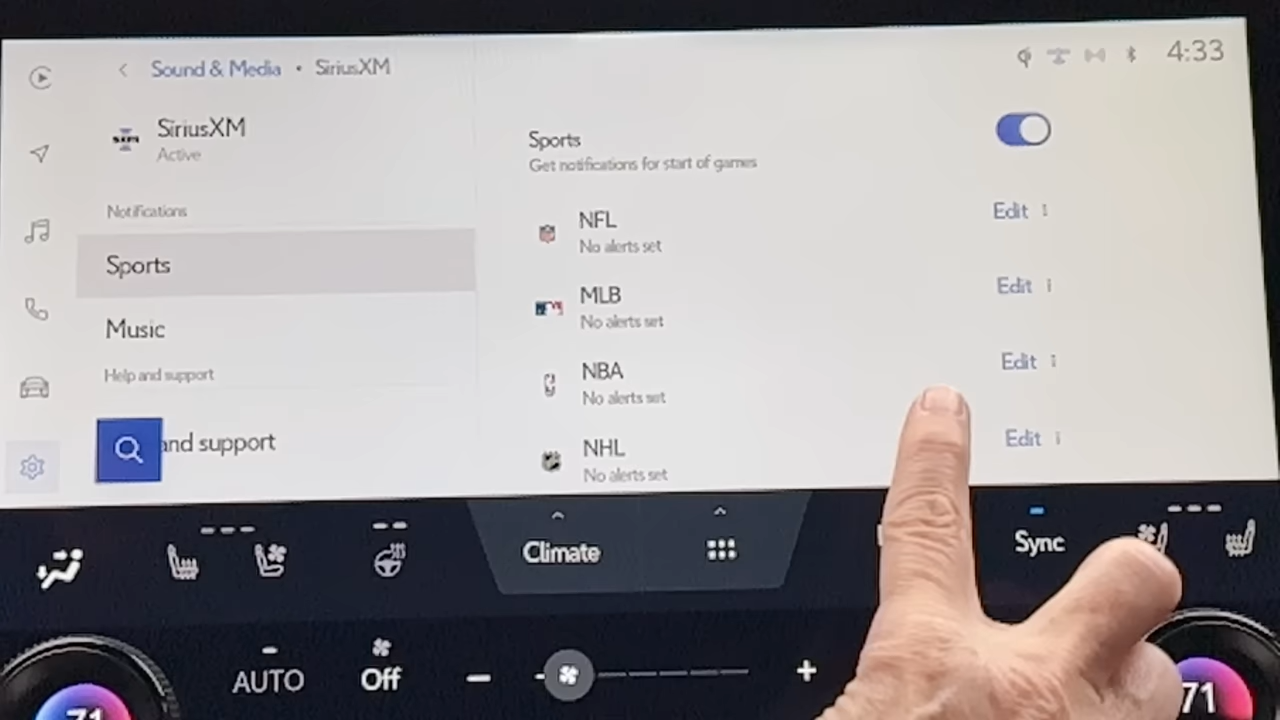 Sound & Media • SiriusXM
4:33
SiriusXM
Active
Notifications
Sports
Music
Help and support
and support
Sports
Get notifications for start of games
NFL
No alerts set
Edit
MLB
No alerts set
Edit
NBA
No alerts set
Edit
NHL
No alerts set
Edit
Climate
Sync
AUTO
Off
71
71